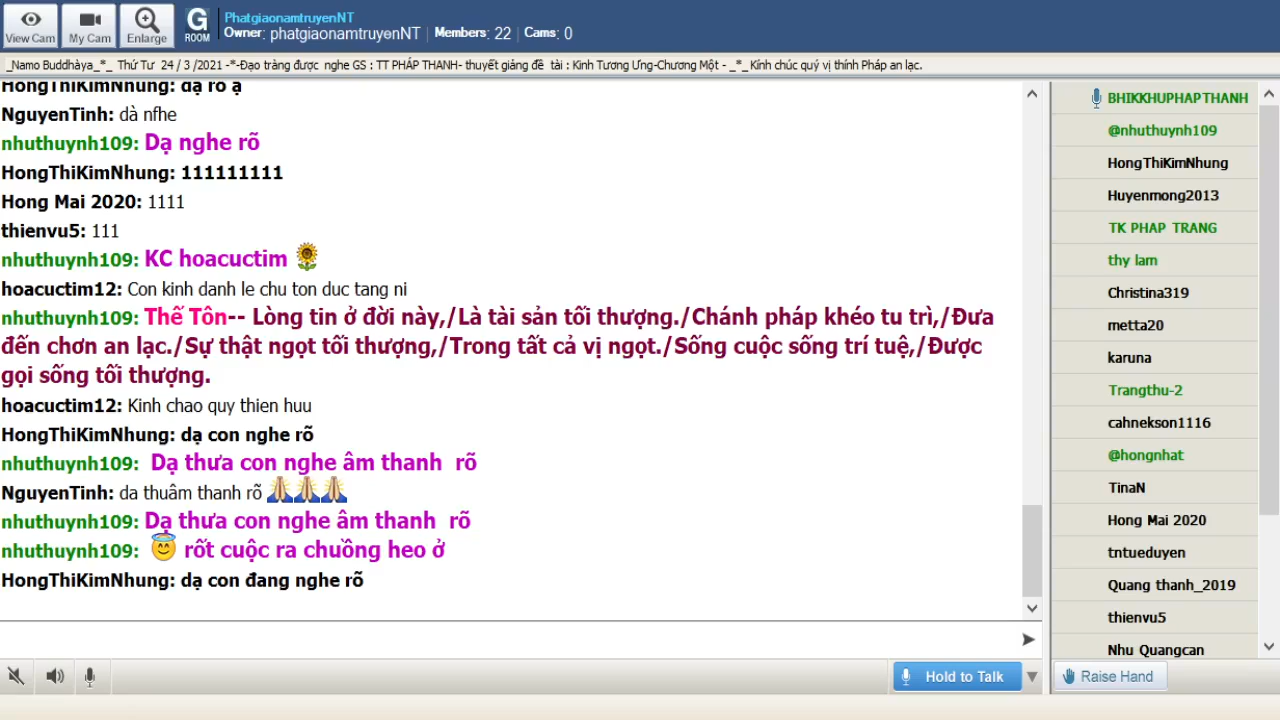 View Cam
My Cam
Enlarge
G
ROOM
PhatgiaonamtruyenNT
Owner: phatgiaonamtruyenNT | Members: 22 | Cams: 0
_Namo Buddhàya_*_ Thứ Tư 24 / 3 /2021 -*-Đạo tràng được nghe GS : TT PHÁP THANH- thuyết giảng đề tài : Kinh Tương Ưng-Chương Một - _*_Kính chúc quý vị thính Pháp an lạc.
HongThiKimNhung: dạ rõ ạ
NguyenTinh: dà nfhe
nhuthuynh109: Dạ nghe rõ
HongThiKimNhung: 111111111
Hong Mai 2020: 1111
thienvu5: 111
nhuthuynh109: KC hoacuctim
hoacuctim12: Con kinh danh le chu ton duc tang ni
nhuthuynh109: Thế Tôn-- Lòng tin ở đời này,/Là tài sản tối thượng./Chánh pháp khéo tu trì,/Đưa
đến chơn an lạc./Sự thật ngọt tối thượng,/Trong tất cả vị ngọt./Sống cuộc sống trí tuệ,/Được
gọi sống tối thượng.
hoacuctim12: Kinh chao quy thien huu
HongThiKimNhung: dạ con nghe rõ
nhuthuynh109: Dạ thưa con nghe âm thanh rõ
NguyenTinh: da thuâm thanh rõ
nhuthuynh109: Dạ thưa con nghe âm thanh rõ
nhuthuynh109: rốt cuộc ra chuồng heo ở
HongThiKimNhung: dạ con đang nghe rõ
Hold to Talk
BHIKKHUPHAPTHANH
@nhuthuynh109
HongThiKimNhung
Huyenmong2013
TK PHAP TRANG
thy lam
Christina319
metta20
karuna
Trangthu-2
cahnekson1116
@hongnhat
TinaN
Hong Mai 2020
tntueduyen
Quang thanh_2019
thienvu5
Nhu Quangcan
Raise Hand